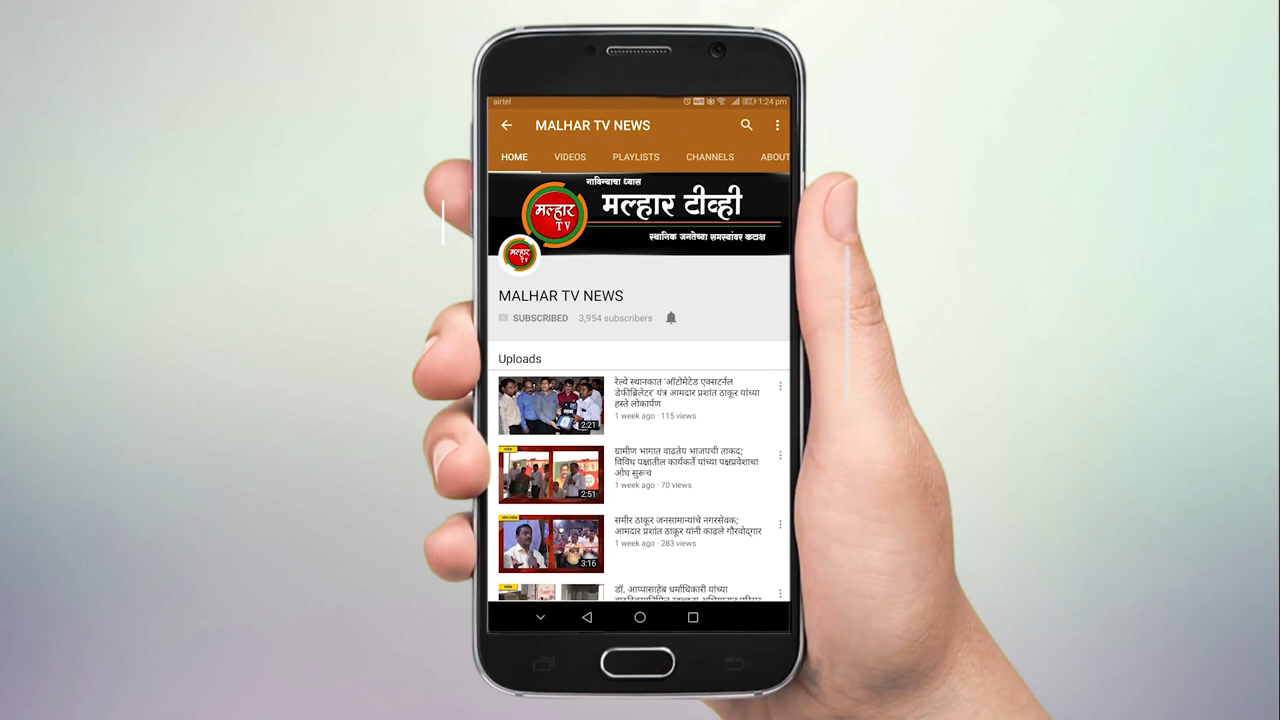 airtel
1:24 pm
MALHAR TV NEWS
HOME VIDEOS PLAYLISTS CHANNELS ABOUT
नाविन्याचा ध्यास
मल्हार टीव्ही
स्थानिक जनतेच्या समस्यांवर कटाक्ष
मल्हार
TV
मल्हार
TV
MALHAR TV NEWS
SUBSCRIBED 3,954 subscribers
Uploads
रेल्वे स्थानकात 'ऑटोमेटेड एक्सटर्नल
डेफीब्रिलेटर' यंत्र आमदार प्रशांत ठाकूर यांच्या
हस्ते लोकार्पण
1 week ago · 115 views
2:21
ग्रामीण भागात वाढतेय भाजपची ताकद;
विविध पक्षातील कार्यकर्ते यांच्या पक्षप्रवेशाचा
ओघ सुरूच
1 week ago · 70 views
2:51
समीर ठाकूर जनसामान्यांचे नगरसेवक;
आमदार प्रशांत ठाकूर यांनी काढले गौरवोद्गार
1 week ago · 283 views
3:16
डॉ. आप्पासाहेब धर्माधिकारी यांच्या